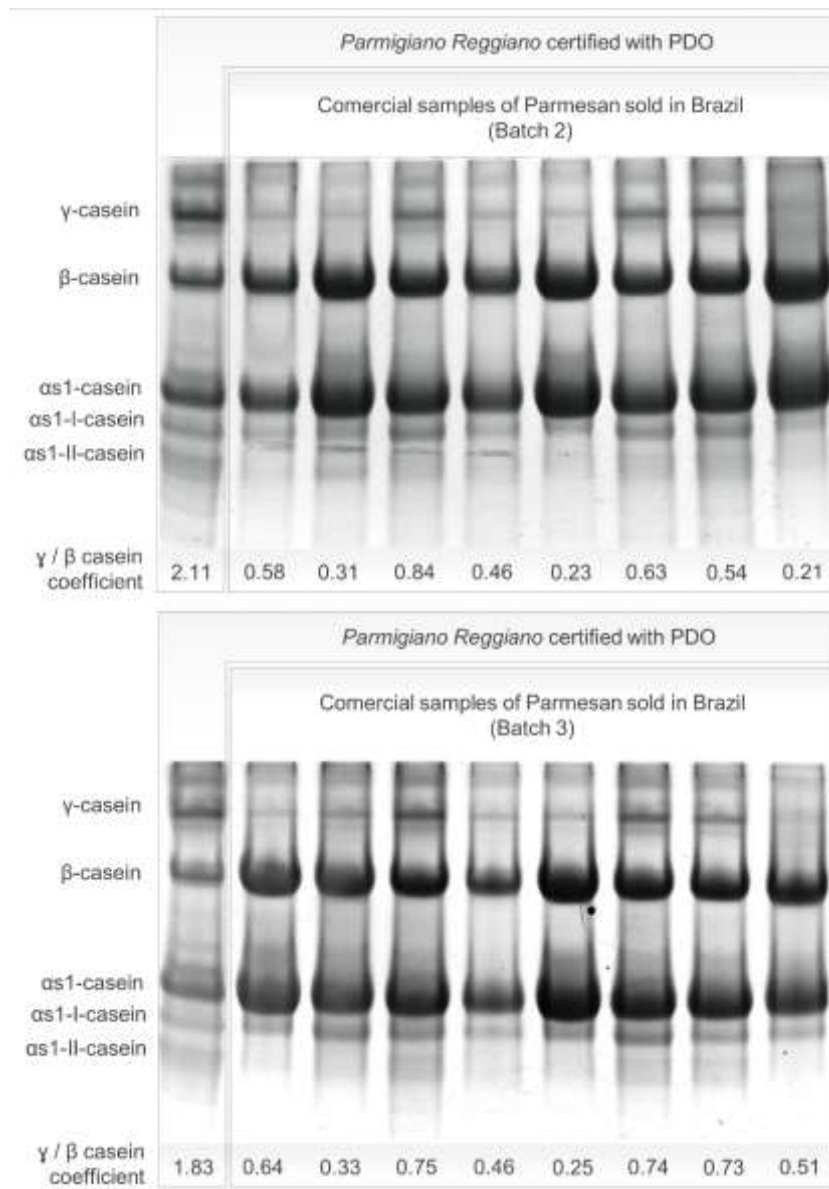 Parmigiano Reggiano certified with PDO
Comercial samples of Parmesan sold in Brazil
(Batch 2)
γ-casein
β-casein
αs1-casein
αs1-I-casein
αs1-II-casein
ɣ / β casein
coefficient
2.11 0.58 0.31 0.84 0.46 0.23 0.63 0.54 0.21
Parmigiano Reggiano certified with PDO
Comercial samples of Parmesan sold in Brazil
(Batch 3)
γ-casein
β-casein
αs1-casein
αs1-I-casein
αs1-II-casein
ɣ / β casein
coefficient
1.83 0.64 0.33 0.75 0.46 0.25 0.74 0.73 0.51